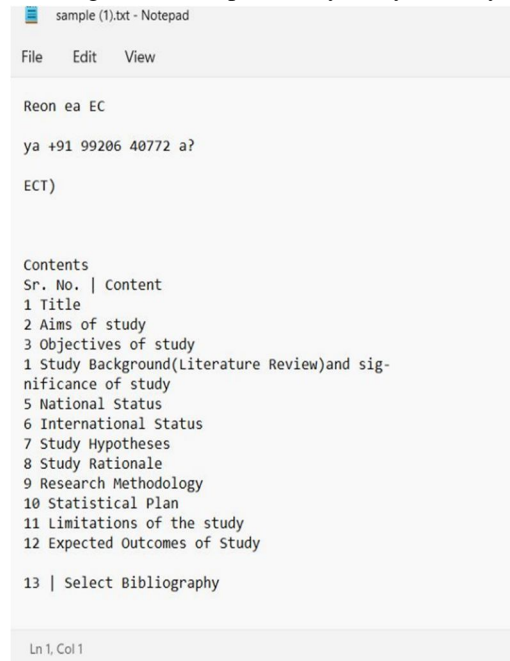 sample (1).txt - Notepad
File Edit View
Reon ea EC
ya +91 99206 40772 a?
ECT)
Contents
Sr. No. | Content
1 Title
2 Aims of study
3 Objectives of study
1 Study Background(Literature Review)and sig-
nificance of study
5 National Status
6 International Status
7 Study Hypotheses
8 Study Rationale
9 Research Methodology
10 Statistical Plan
11 Limitations of the study
12 Expected Outcomes of Study
13 | Select Bibliography
Ln 1, Col 1